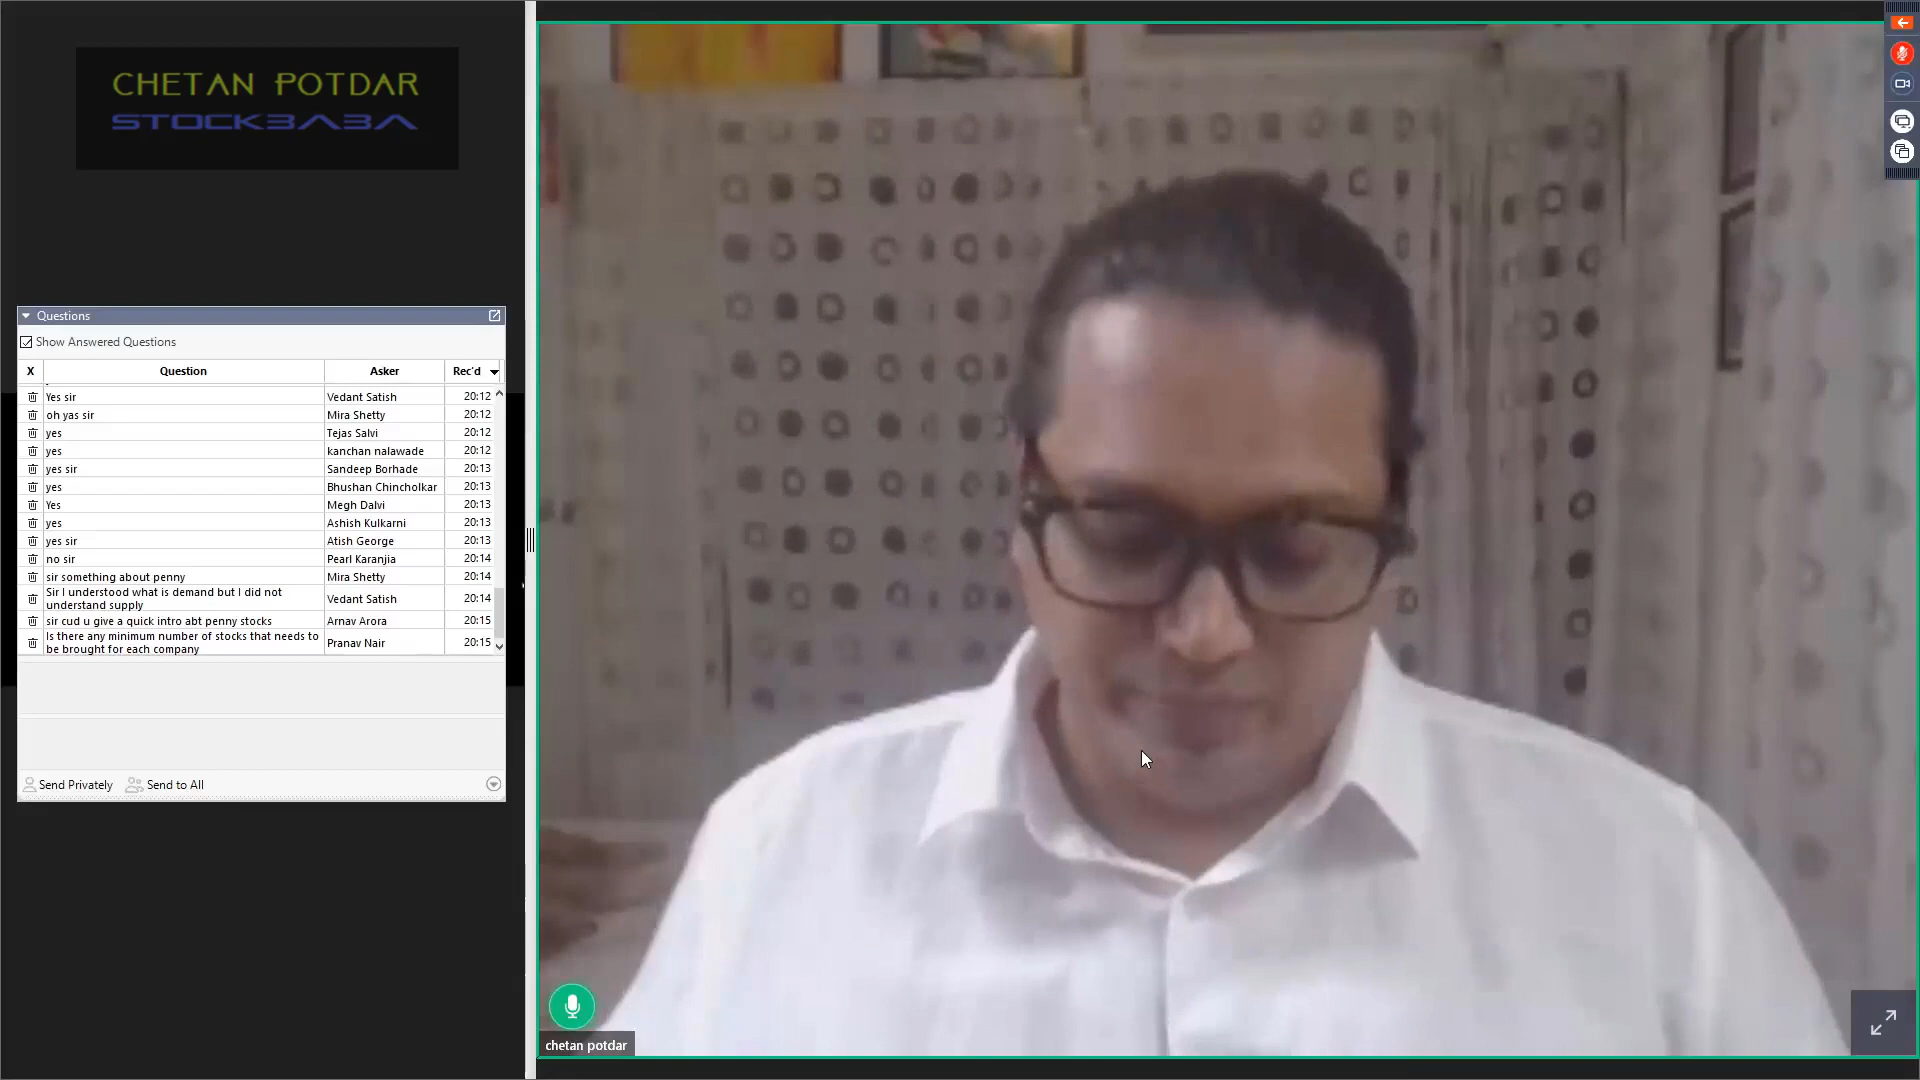 CHETAN POTDAR
STOCKBABA
Questions
Show Answered Questions
X Question Asker Rec'd
Yes sir Vedant Satish 20:12
oh yas sir Mira Shetty 20:12
yes Tejas Salvi 20:12
yes kanchan nalawade 20:12
yes sir Sandeep Borhade 20:13
yes Bhushan Chincholkar 20:13
Yes Megh Dalvi 20:13
yes Ashish Kulkarni 20:13
yes sir Atish George 20:13
no sir Pearl Karanjia 20:14
sir something about penny Mira Shetty 20:14
Sir I understood what is demand but I did not
understand supply Vedant Satish 20:14
sir cud u give a quick intro abt penny stocks Arnav Arora 20:15
Is there any minimum number of stocks that needs to
be brought for each company Pranav Nair 20:15
Send Privately Send to All
chetan potdar